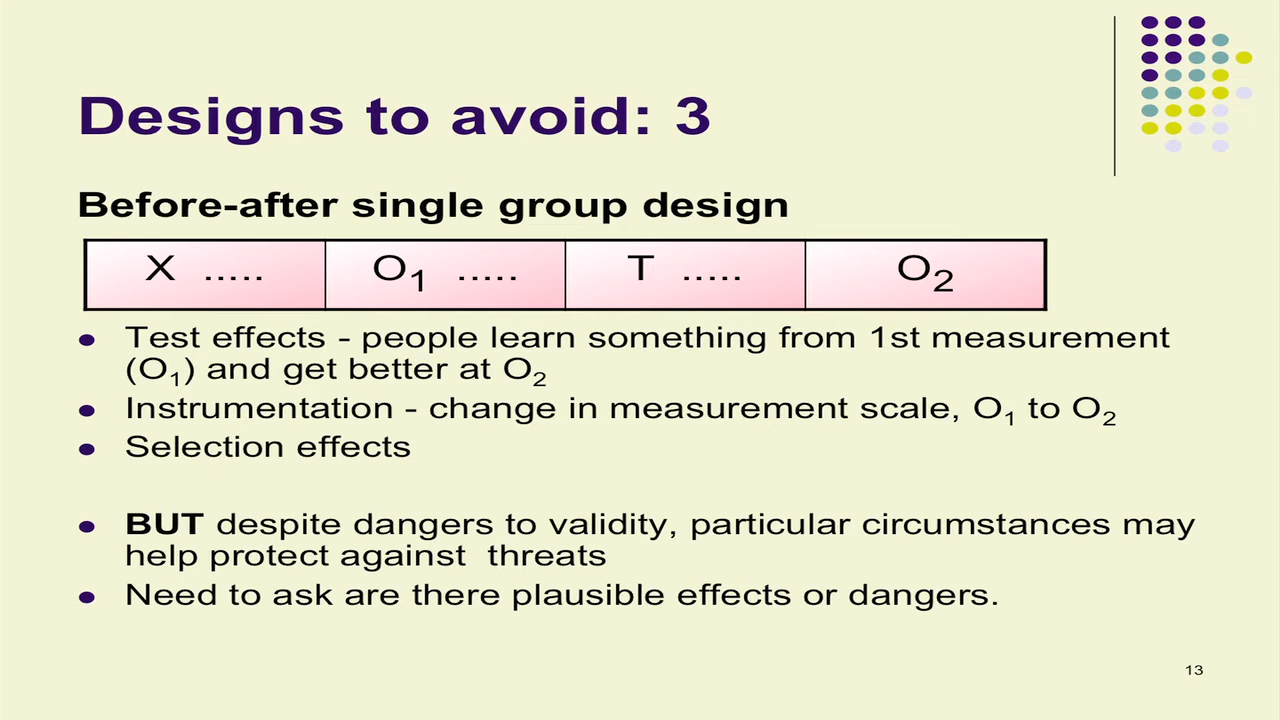 Designs to avoid: 3
Before-after single group design
X ..... O₁ ..... T ..... O₂
● Test effects - people learn something from 1st measurement
(O₁) and get better at O₂
● Instrumentation - change in measurement scale, O₁ to O₂
● Selection effects
● BUT despite dangers to validity, particular circumstances may
help protect against  threats
● Need to ask are there plausible effects or dangers.
13